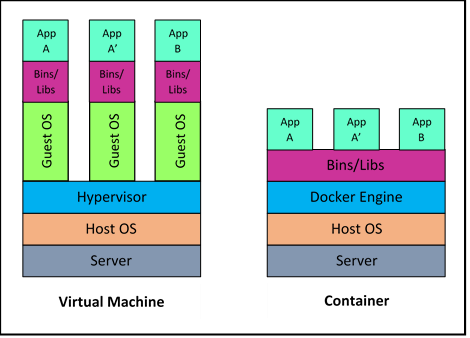 App
A
App
A’
App
B
Bins/
Libs
Bins/
Libs
Bins/
Libs
Guest OS
Guest OS
Guest OS
Hypervisor
Host OS
Server
Virtual Machine
App
A
App
A’
App
B
Bins/Libs
Docker Engine
Host OS
Server
Container